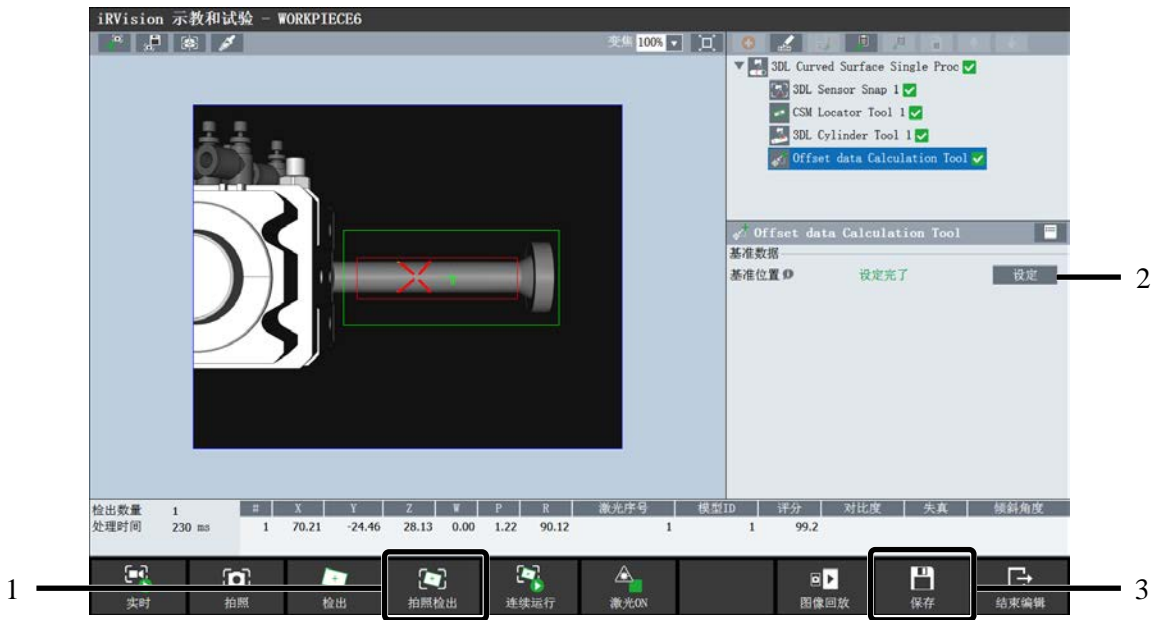 iRVision 示教和试验 - WORKPIECE6
变焦 100%
3DL Curved Surface Single Proc
3DL Sensor Snap 1
CSM Locator Tool 1
3DL Cylinder Tool 1
Offset data Calculation Tool
Offset data Calculation Tool
基准数据
基准位置 设定完了 设定
2
检出数量 1
处理时间 230 ms
# X Y Z W P R 激光序号 模型ID 评分 对比度 失真 倾斜角度
1 70.21 -24.46 28.13 0.00 1.22 90.12 1 1 99.2
1
实时 拍照 检出 拍照检出 连续运行 激光ON 图像回放 保存 结束编辑
3